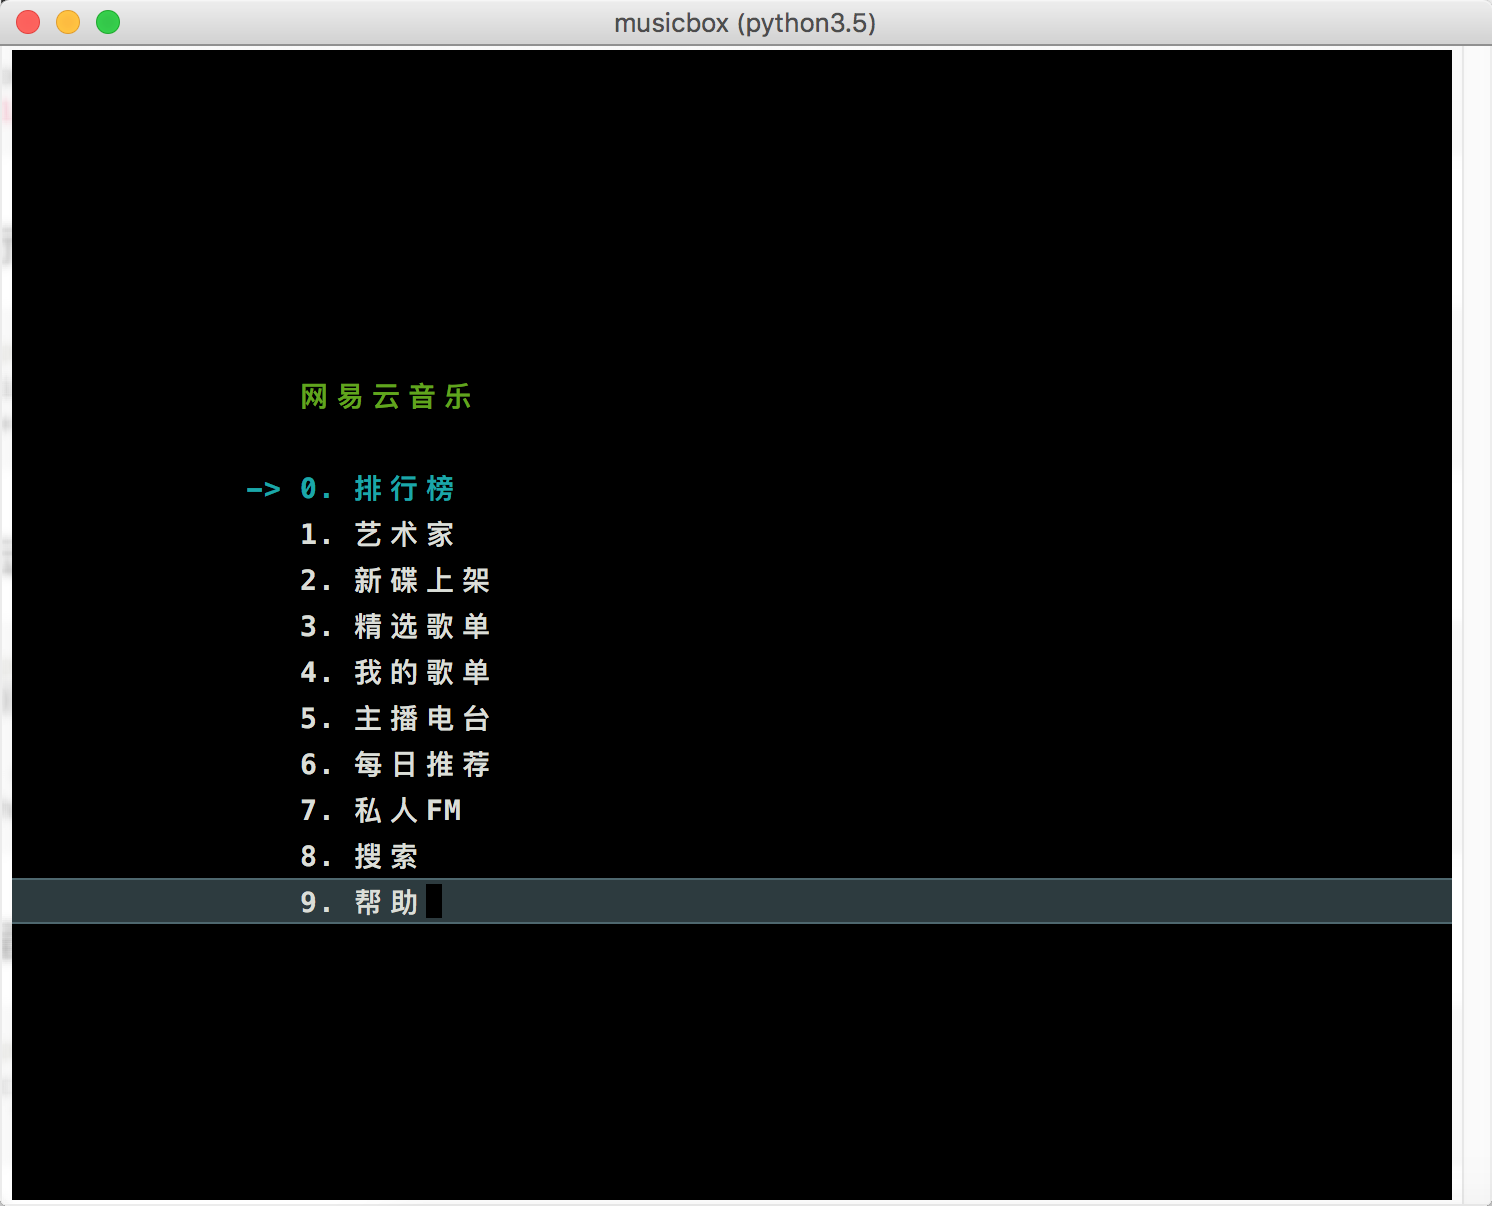 musicbox (python3.5)
网易云音乐
-> 0. 排行榜
1. 艺术家
2. 新碟上架
3. 精选歌单
4. 我的歌单
5. 主播电台
6. 每日推荐
7. 私人FM
8. 搜索
9. 帮助